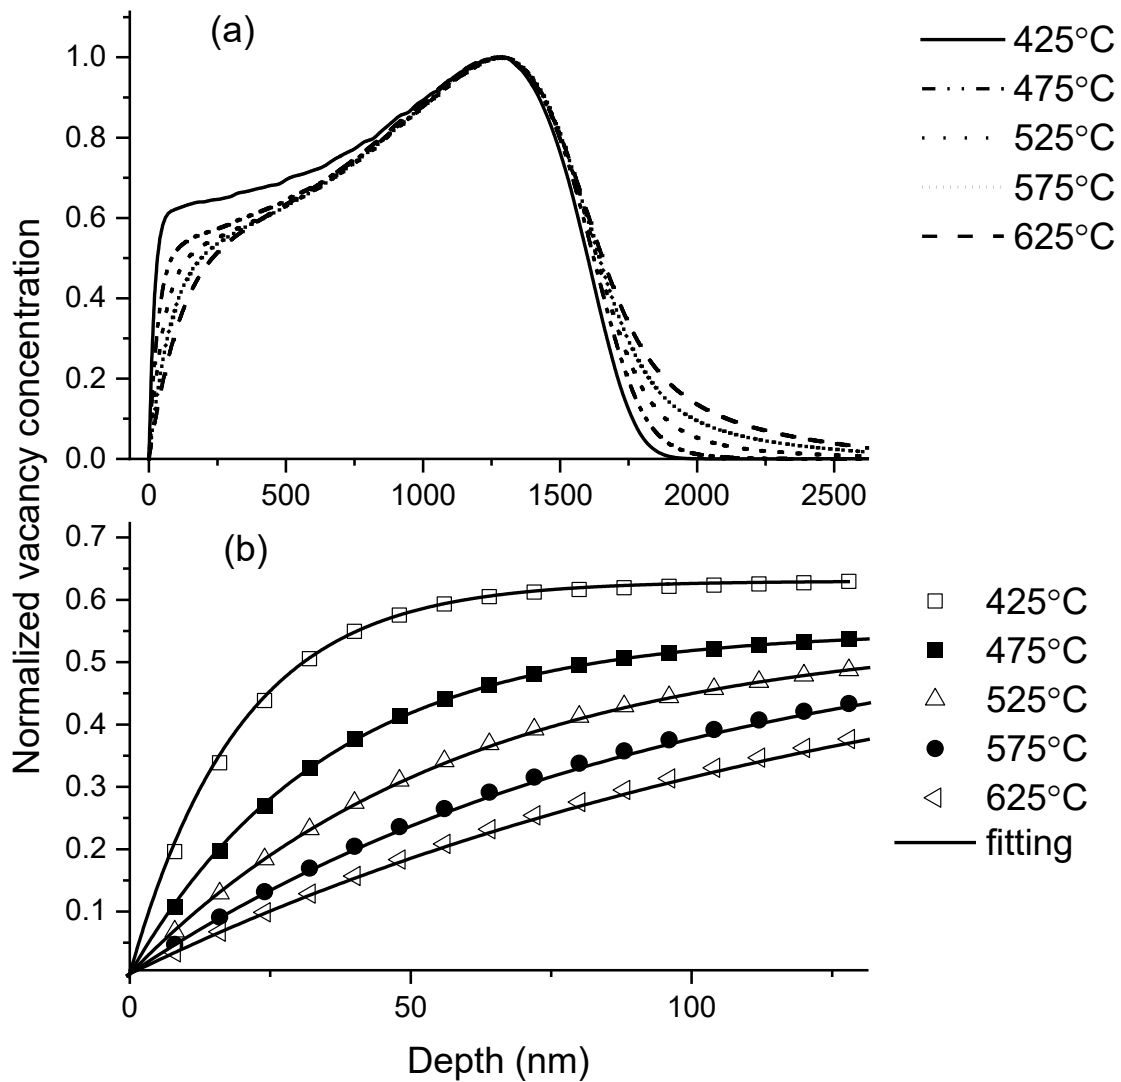 (a)
425°C
475°C
525°C
575°C
625°C
1.0
0.8
0.6
0.4
0.2
0.0
0 500 1000 1500 2000 2500
Normalized vacancy concentration
(b)
0.7
0.6
0.5
0.4
0.3
0.2
0.1
0 50 100
425°C
475°C
525°C
575°C
625°C
fitting
Depth (nm)